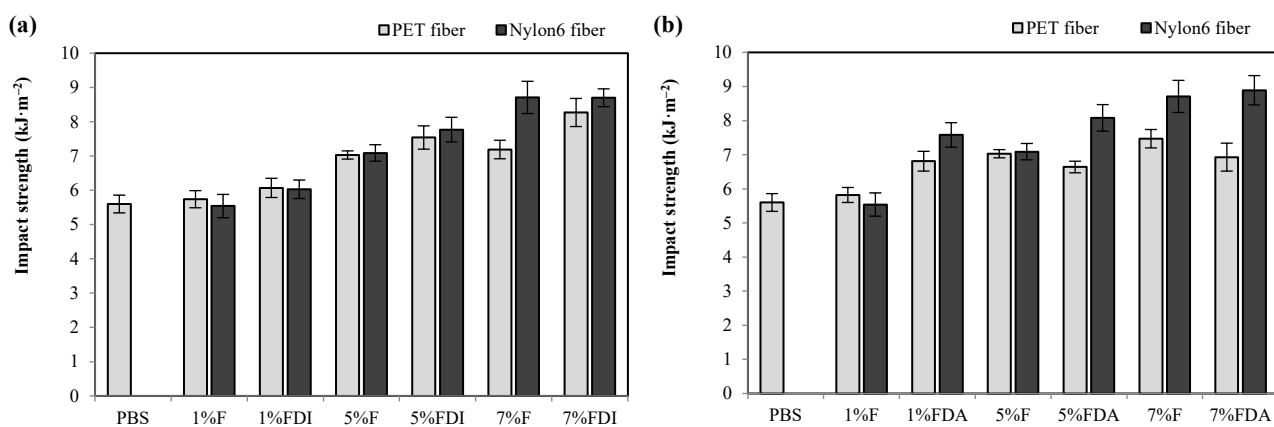 (a)
PET fiber Nylon6 fiber
Impact strength (kJ·m⁻²)
10
9
8
7
6
5
4
3
2
1
0
PBS 1%F 1%FDI 5%F 5%FDI 7%F 7%FDI
(b)
PET fiber Nylon6 fiber
Impact strength (kJ·m⁻²)
10
9
8
7
6
5
4
3
2
1
0
PBS 1%F 1%FDA 5%F 5%FDA 7%F 7%FDA